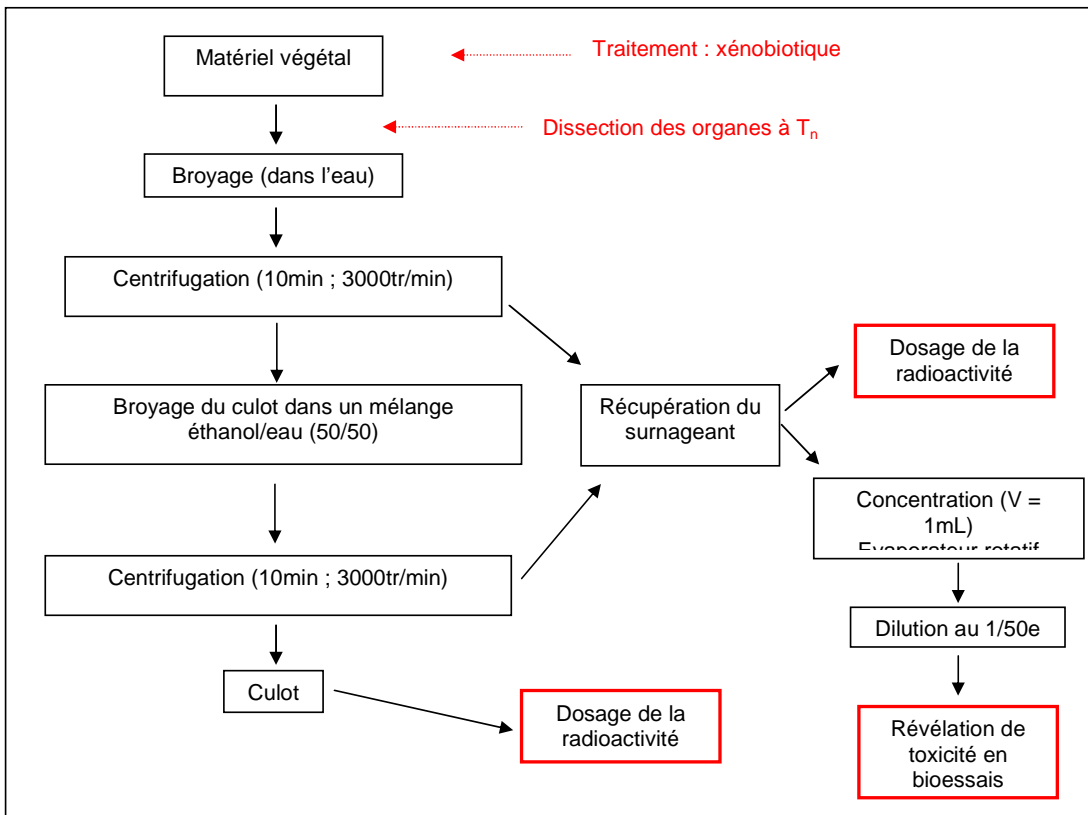 Matériel végétal
Traitement : xénobiotique
Dissection des organes à Tn
Broyage (dans l'eau)
Centrifugation (10min ; 3000tr/min)
Broyage du culot dans un mélange
éthanol/eau (50/50)
Centrifugation (10min ; 3000tr/min)
Culot
Dosage de la
radioactivité
Récupération du
surnageant
Dosage de la
radioactivité
Concentration (V =
1mL)
Evaporateur rotatif
Dilution au 1/50e
Révélation de
toxicité en
bioessais